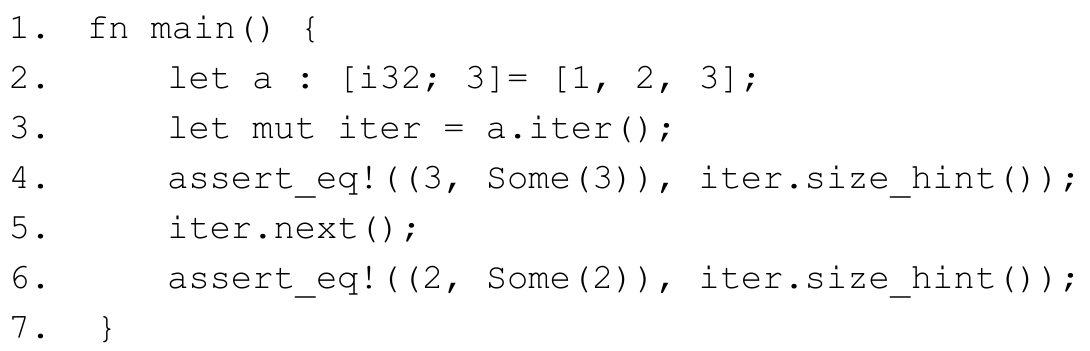 1. fn main() {
2.     let a : [i32; 3]= [1, 2, 3];
3.     let mut iter = a.iter();
4.     assert_eq!((3, Some(3)), iter.size_hint());
5.     iter.next();
6.     assert_eq!((2, Some(2)), iter.size_hint());
7. }